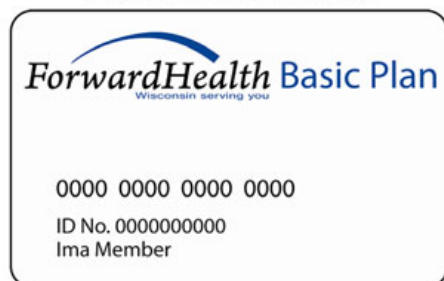 ForwardHealth Basic Plan
Wisconsin serving you
0000 0000 0000 0000
ID No. 0000000000
Ima Member